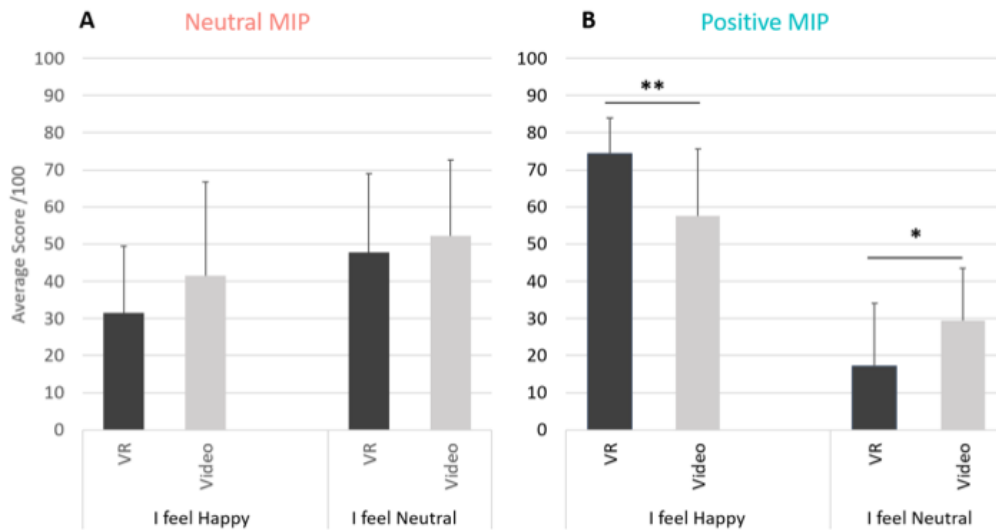 A Neutral MIP
Average Score /100
100
90
80
70
60
50
40
30
20
10
0
VR
Video
VR
Video
I feel Happy
I feel Neutral
B Positive MIP
100
90
80
70
60
50
40
30
20
10
0
**
*
VR
Video
VR
Video
I feel Happy
I feel Neutral